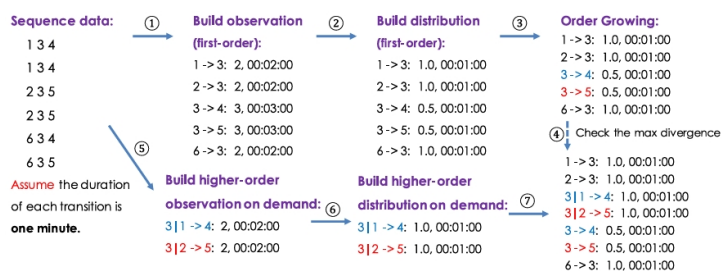 Sequence data:
1 3 4
1 3 4
2 3 5
2 3 5
6 3 4
6 3 5
Assume the duration
of each transition is
one minute.
①
Build observation
(first-order):
1 -> 3: 2, 00:02:00
2 -> 3: 2, 00:02:00
3 -> 4: 3, 00:03:00
3 -> 5: 3, 00:03:00
6 -> 3: 2, 00:02:00
②
Build distribution
(first-order):
1 -> 3: 1.0, 00:01:00
2 -> 3: 1.0, 00:01:00
3 -> 4: 0.5, 00:01:00
3 -> 5: 0.5, 00:01:00
6 -> 3: 1.0, 00:01:00
③
Order Growing:
1 -> 3: 1.0, 00:01:00
2 -> 3: 1.0, 00:01:00
3 -> 4: 0.5, 00:01:00
3 -> 5: 0.5, 00:01:00
6 -> 3: 1.0, 00:01:00
④ Check the max divergence
⑤
Build higher-order
observation on demand:
3|1 -> 4: 2, 00:02:00
3|2 -> 5: 2, 00:02:00
⑥
Build higher-order
distribution on demand:
3|1 -> 4: 1.0, 00:01:00
3|2 -> 5: 1.0, 00:01:00
⑦
1 -> 3: 1.0, 00:01:00
2 -> 3: 1.0, 00:01:00
3|1 -> 4: 1.0, 00:01:00
3|2 -> 5: 1.0, 00:01:00
3 -> 4: 0.5, 00:01:00
3 -> 5: 0.5, 00:01:00
6 -> 3: 1.0, 00:01:00